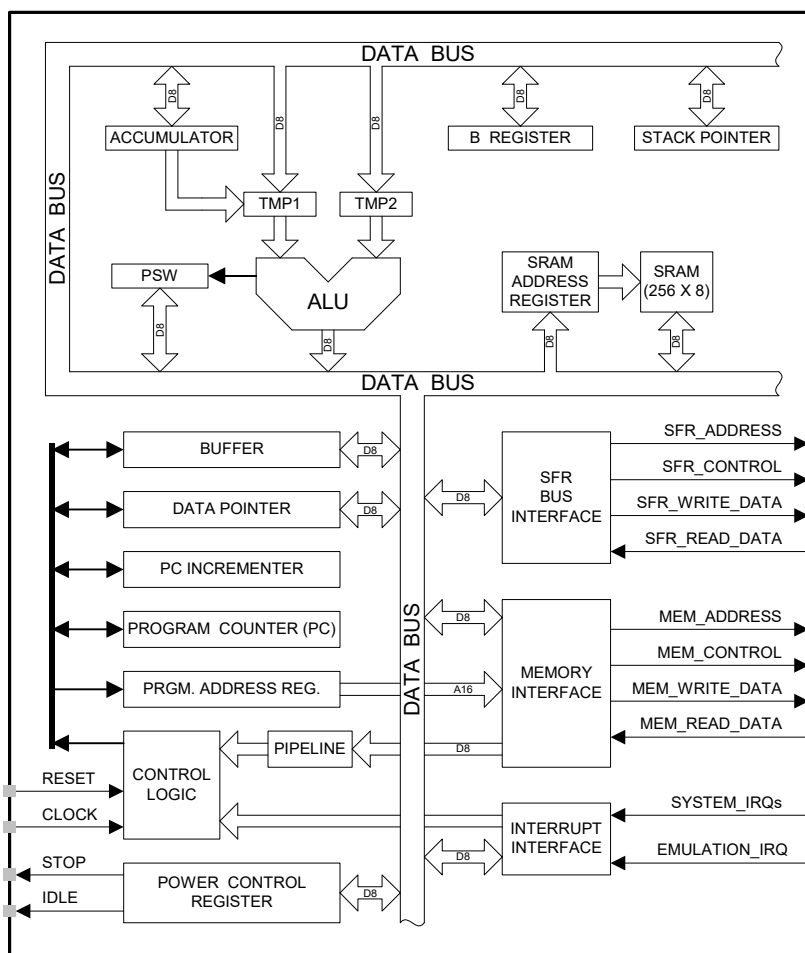 DATA BUS
D8
D8
D8
D8
D8
ACCUMULATOR
B REGISTER
STACK POINTER
DATA BUS
TMP1
TMP2
PSW
ALU
SRAM
ADDRESS
REGISTER
SRAM
(256 X 8)
D8
D8
D8
D8
DATA BUS
BUFFER
D8
DATA POINTER
D8
PC INCREMENTER
PROGRAM COUNTER (PC)
PRGM. ADDRESS REG.
A16
DATA BUS
D8
SFR
BUS
INTERFACE
SFR_ADDRESS
SFR_CONTROL
SFR_WRITE_DATA
SFR_READ_DATA
D8
MEMORY
INTERFACE
MEM_ADDRESS
MEM_CONTROL
MEM_WRITE_DATA
MEM_READ_DATA
PIPELINE
D8
CONTROL
LOGIC
RESET
CLOCK
INTERRUPT
INTERFACE
SYSTEM_IRQs
EMULATION_IRQ
D8
STOP
IDLE
POWER CONTROL
REGISTER
D8